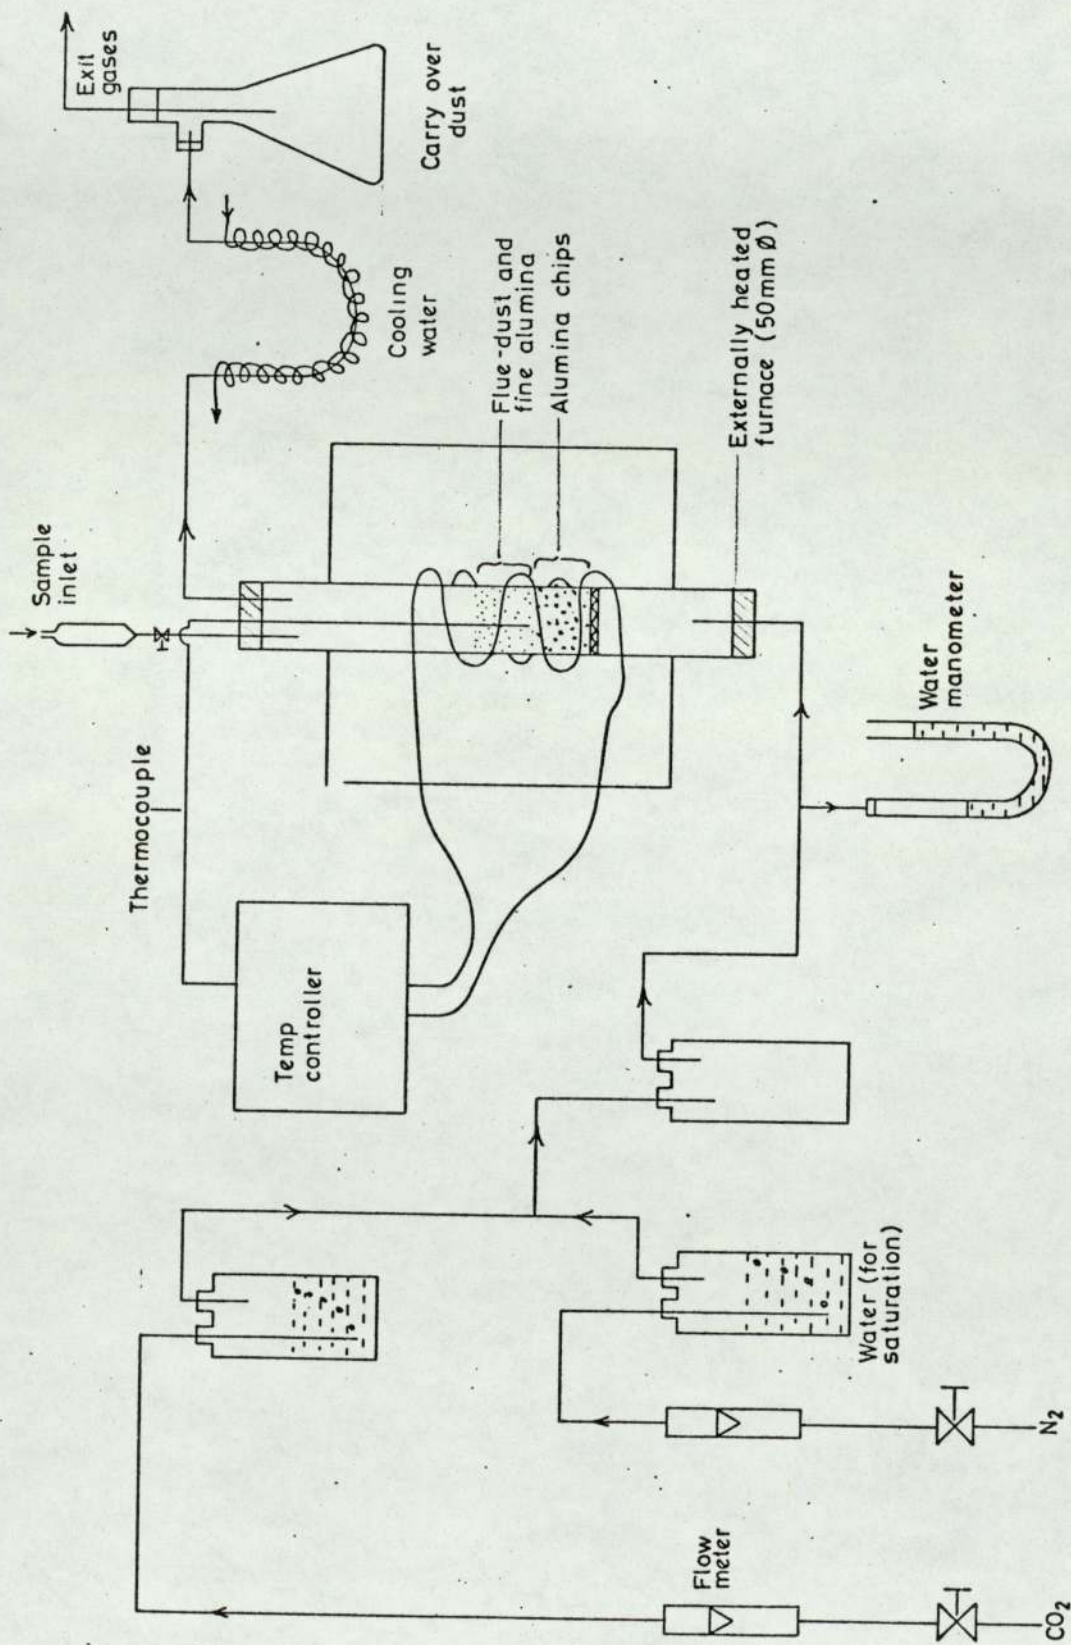 Exit
gases
Carry over
dust
Cooling
water
Flue-dust and
fine alumina
Alumina chips
Externally heated
furnace (50mm Ø)
Sample
inlet
Thermocouple
Water
manometer
Temp
controller
Water (for
saturation)
Flow
meter
N₂
CO₂